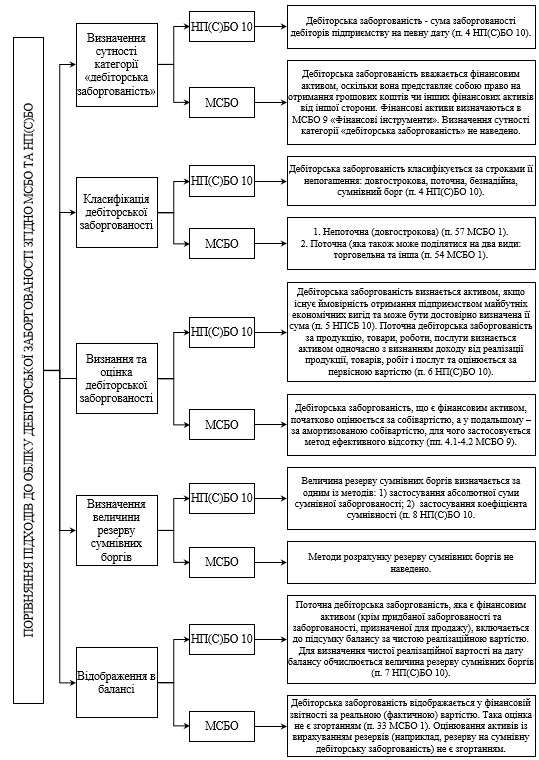 ПОРІВНЯННЯ ПІДХОДІВ ДО ОБЛІКУ ДЕБІТОРСЬКОЇ ЗАБОРГОВАНОСТІ ЗГІДНО МСБО ТА НП(С)БО
Визначення
сутності
категорії
«дебіторська
заборгованість»
НП(С)БО 10
Дебіторська заборгованість - сума заборгованості
дебіторів підприємству на певну дату (п. 4 НП(С)БО 10).
МСБО
Дебіторська заборгованість вважається фінансовим
активом, оскільки вона представляє собою право на
отримання грошових коштів чи інших фінансових активів
від іншої сторони. Фінансові активи визначаються в
МСБО 9 «Фінансові інструменти». Визначення сутності
категорії «дебіторська заборгованість» не наведено.
Класифікація
дебіторської
заборгованості
НП(С)БО 10
Дебіторська заборгованість класифікується за строками її
непогашення: довгострокова, поточна, безнадійна,
сумнівний борг (п. 4 НП(С)БО 10).
МСБО
1. Непоточна (довгострокова) (п. 57 МСБО 1).
2. Поточна (яка також може поділятися на два види:
торговельна та інша (п. 54 МСБО 1).
Визнання та
оцінка
дебіторської
заборгованості
НП(С)БО 10
Дебіторська заборгованість визнається активом, якщо
існує ймовірність отримання підприємством майбутніх
економічних вигід та може бути достовірно визначена її
сума (п. 5 НПСБ 10). Поточна дебіторська заборгованість
за продукцію, товари, роботи, послуги визнається
активом одночасно з визнанням доходу від реалізації
продукції, товарів, робіт і послуг та оцінюється за
первісною вартістю (п. 6 НП(С)БО 10).
МСБО
Дебіторська заборгованість, що є фінансовим активом,
початково оцінюється за собівартістю, а у подальшому –
за амортизованою собівартістю, для чого застосовується
метод ефективного відсотку (пп. 4.1-4.2 МСБО 9).
Визначення
величини
резерву
сумнівних
боргів
НП(С)БО 10
Величина резерву сумнівних боргів визначається за
одним із методів: 1) застосування абсолютної суми
сумнівної заборгованості; 2) застосування коефіцієнта
сумнівності (п. 8 НП(С)БО 10.
МСБО
Методи розрахунку резерву сумнівних боргів не
наведено.
Відображення в
балансі
НП(С)БО 10
Поточна дебіторська заборгованість, яка є фінансовим
активом (крім придбаної заборгованості та
заборгованості, призначеної для продажу), включається
до підсумку балансу за чистою реалізаційною вартістю.
Для визначення чистої реалізаційної вартості на дату
балансу обчислюється величина резерву сумнівних боргів
(п. 7 НП(С)БО 10).
МСБО
Дебіторська заборгованість відображається у фінансовій
звітності за реальною (фактичною) вартістю. Така оцінка
не є згортанням (п. 33 МСБО 1). Оцінювання активів із
вирахуванням резервів (наприклад, резерву на сумнівну
дебіторську заборгованість) не є згортанням.